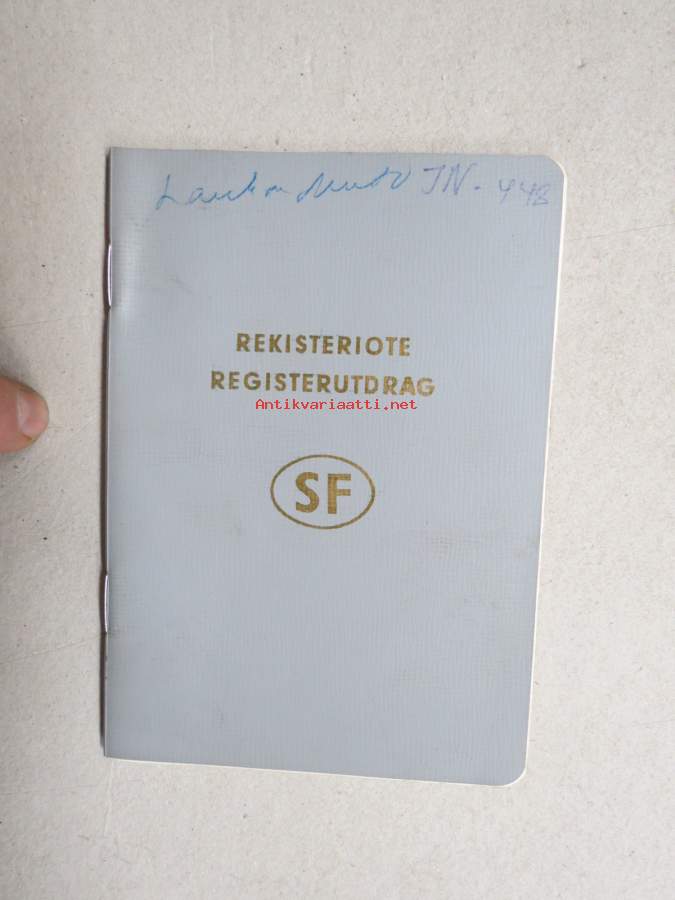 JN - 448
REKISTERIOTE
REGISTERUTDRAG
Antikvariaatti.net
SF